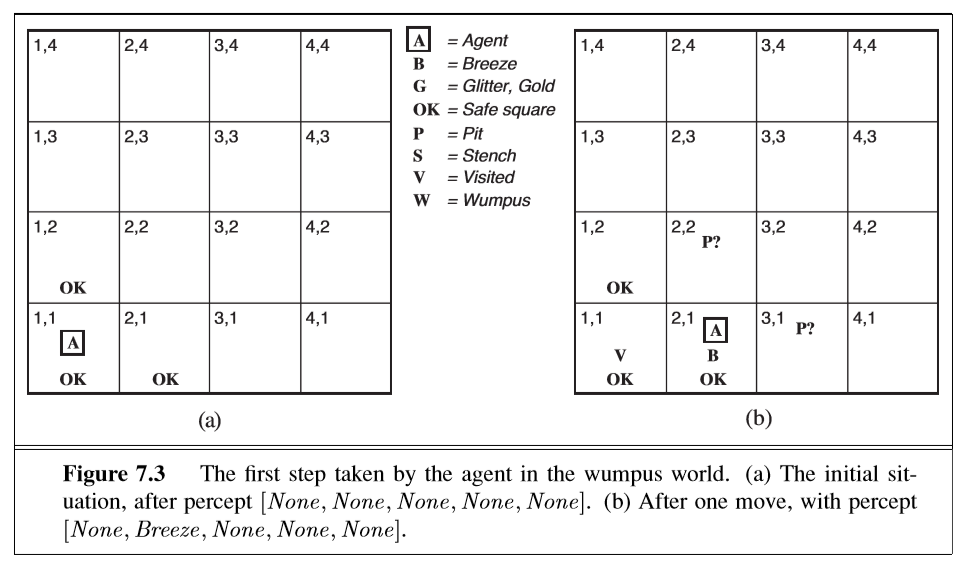 1,4 2,4 3,4 4,4
1,3 2,3 3,3 4,3
1,2 2,2 3,2 4,2
OK
1,1 2,1 3,1 4,1
A
OK OK
(a)
A = Agent
B = Breeze
G = Glitter, Gold
OK = Safe square
P = Pit
S = Stench
V = Visited
W = Wumpus
1,4 2,4 3,4 4,4
1,3 2,3 3,3 4,3
1,2 2,2 P? 3,2 4,2
OK
1,1 2,1 A 3,1 P? 4,1
V B
OK OK
(b)
Figure 7.3 The first step taken by the agent in the wumpus world. (a) The initial sit-
uation, after percept [None, None, None, None, None]. (b) After one move, with percept
[None, Breeze, None, None, None].